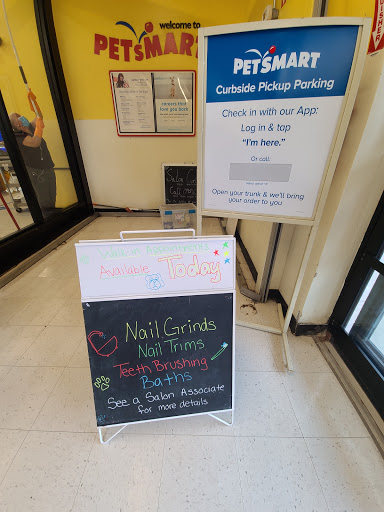 welcome to
PETSMART
PETSMART
Curbside Pickup Parking
Check in with our App:
Log in & tap
"I'm here."
Or call:
Open your trunk & we'll bring
your order to you
Salon
Call
Available
Today
Nail Grinds
Nail Trims
Teeth Brushing
Baths
See a Salon Associate
for more details